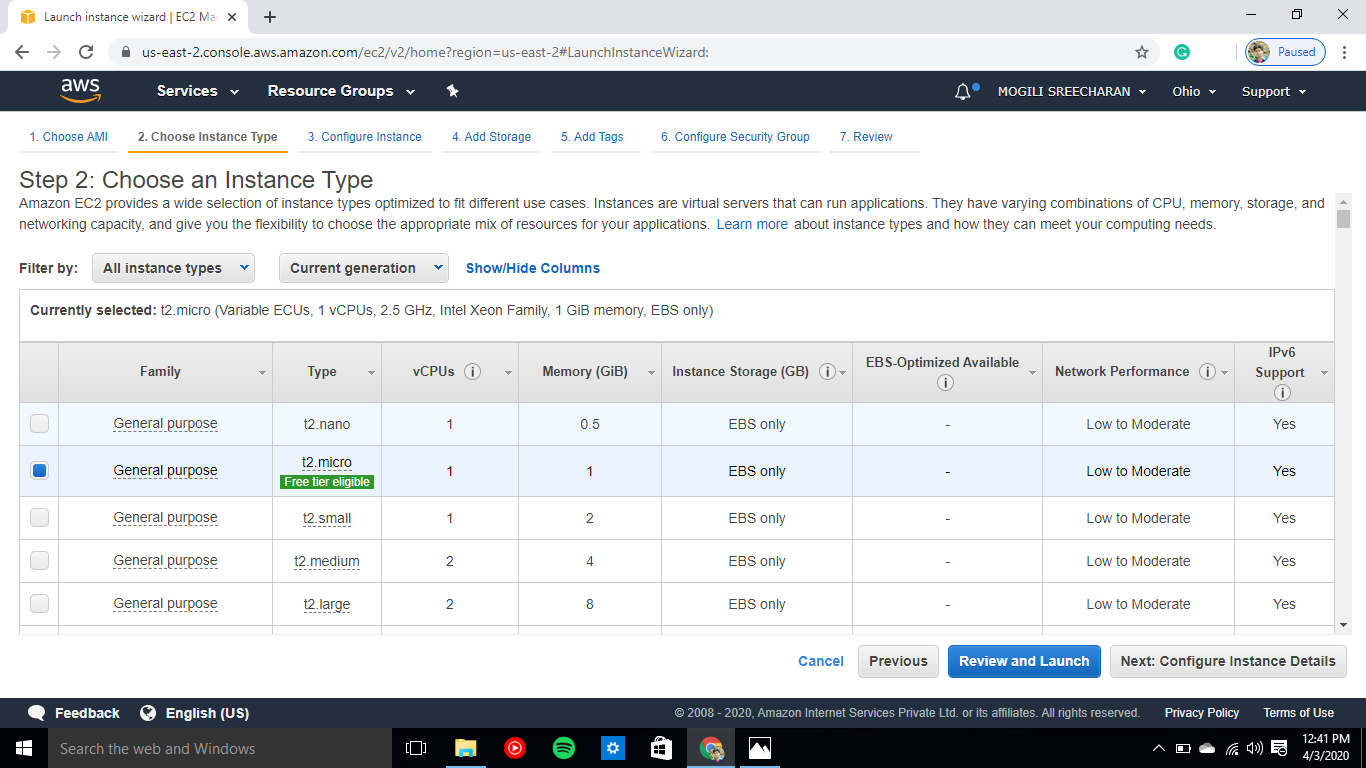 Launch instance wizard | EC2 Ma
us-east-2.console.aws.amazon.com/ec2/v2/home?region=us-east-2#LaunchInstanceWizard:
Paused
aws Services Resource Groups MOGILI SREECHARAN Ohio Support
1. Choose AMI 2. Choose Instance Type 3. Configure Instance 4. Add Storage 5. Add Tags 6. Configure Security Group 7. Review
Step 2: Choose an Instance Type
Amazon EC2 provides a wide selection of instance types optimized to fit different use cases. Instances are virtual servers that can run applications. They have varying combinations of CPU, memory, storage, and
networking capacity, and give you the flexibility to choose the appropriate mix of resources for your applications. Learn more about instance types and how they can meet your computing needs.
Filter by: All instance types Current generation Show/Hide Columns
Currently selected: t2.micro (Variable ECUs, 1 vCPUs, 2.5 GHz, Intel Xeon Family, 1 GiB memory, EBS only)
Family Type vCPUs Memory (GiB) Instance Storage (GB) EBS-Optimized Available Network Performance IPv6 Support
General purpose t2.nano 1 0.5 EBS only - Low to Moderate Yes
General purpose t2.micro 1 1 EBS only - Low to Moderate Yes
Free tier eligible
General purpose t2.small 1 2 EBS only - Low to Moderate Yes
General purpose t2.medium 2 4 EBS only - Low to Moderate Yes
General purpose t2.large 2 8 EBS only - Low to Moderate Yes
Cancel Previous Review and Launch Next: Configure Instance Details
Feedback English (US) © 2008 - 2020, Amazon Internet Services Private Ltd. or its affiliates. All rights reserved. Privacy Policy Terms of Use
Search the web and Windows
12:41 PM
4/3/2020